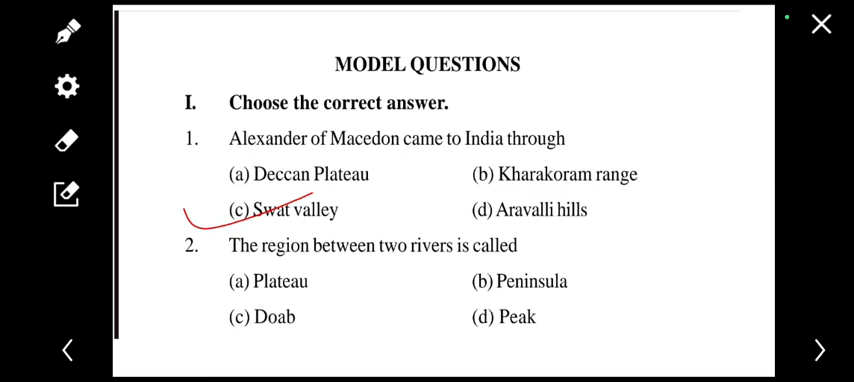 MODEL QUESTIONS
I. Choose the correct answer.
1. Alexander of Macedon came to India through
(a) Deccan Plateau (b) Kharakoram range
(c) Swat valley (d) Aravalli hills
2. The region between two rivers is called
(a) Plateau (b) Peninsula
(c) Doab (d) Peak